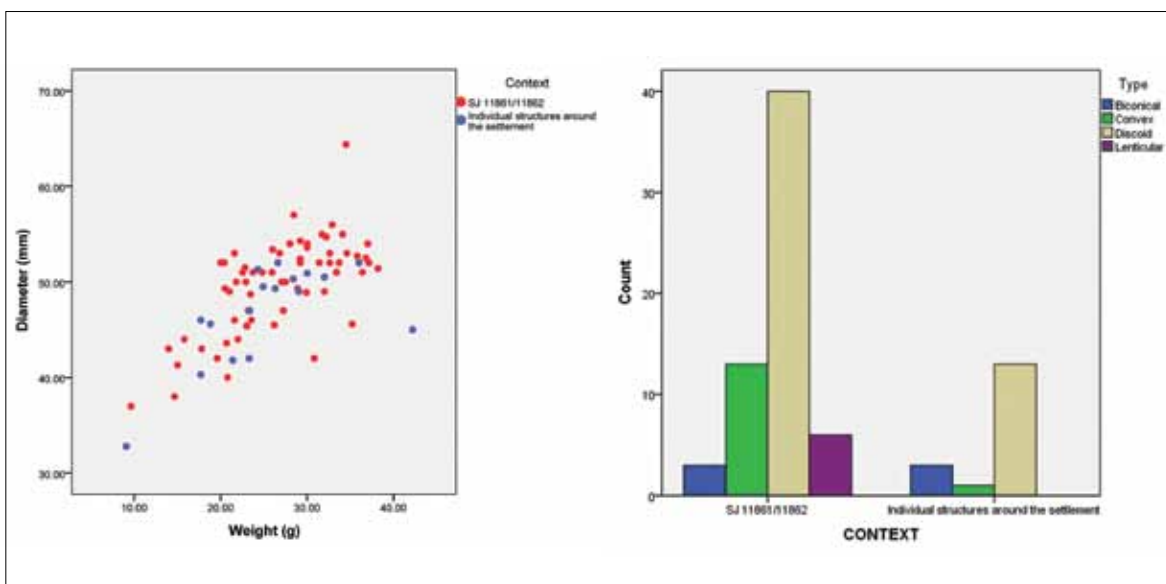 Context
SJ 11861/11862
Individual structures around
the settlement
70.00
60.00
50.00
40.00
30.00
10.00
20.00
30.00
40.00
Diameter (mm)
Weight (g)
Type
Biconical
Convex
Discoid
Lenticular
40
30
20
10
0
Count
SJ 11861/11862
Individual structures around the settlement
CONTEXT